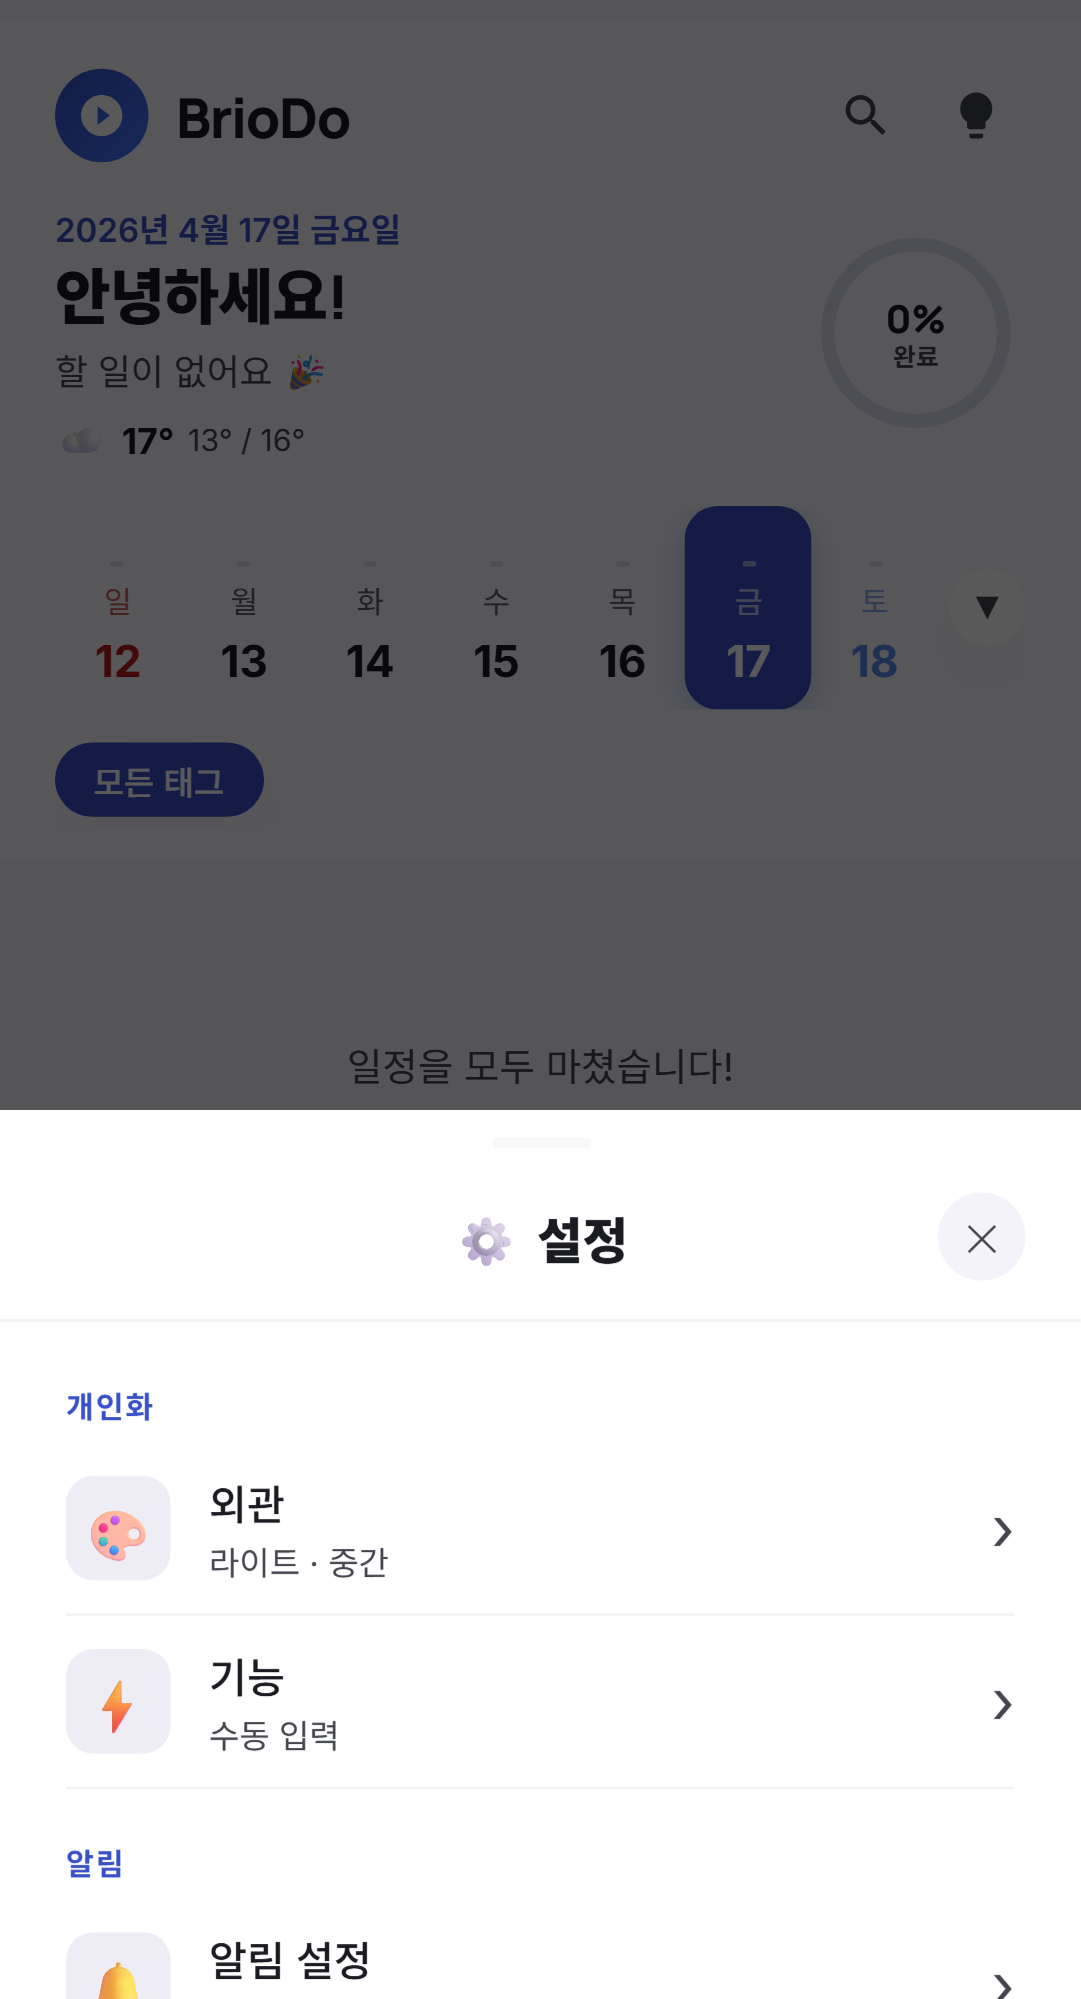 BrioDo
2026년 4월 17일 금요일
안녕하세요!
할 일이 없어요 🎉
0%
완료
17° 13° / 16°
일 월 화 수 목 금 토
12 13 14 15 16 17 18
모든 태그
일정을 모두 마쳤습니다!
설정
개인화
외관
라이트 · 중간
기능
수동 입력
알림
알림 설정